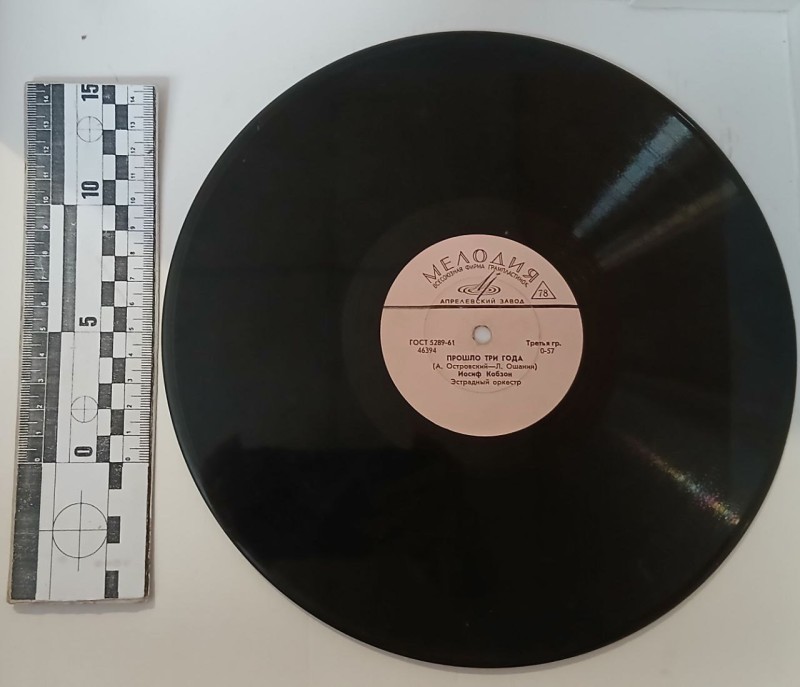 МЕЛОДИЯ
ВСЕСОЮЗНАЯ ФИРМА ГРАМПЛАСТИНОК
78
АПРЕЛЕВСКИЙ ЗАВОД
ГОСТ 5289-61
46394
Третья гр.
0-57
ПРОШЛО ТРИ ГОДА
(А. Островский—Л. Ошанин)
Иосиф Кобзон
Эстрадный оркестр
15
10
5
0